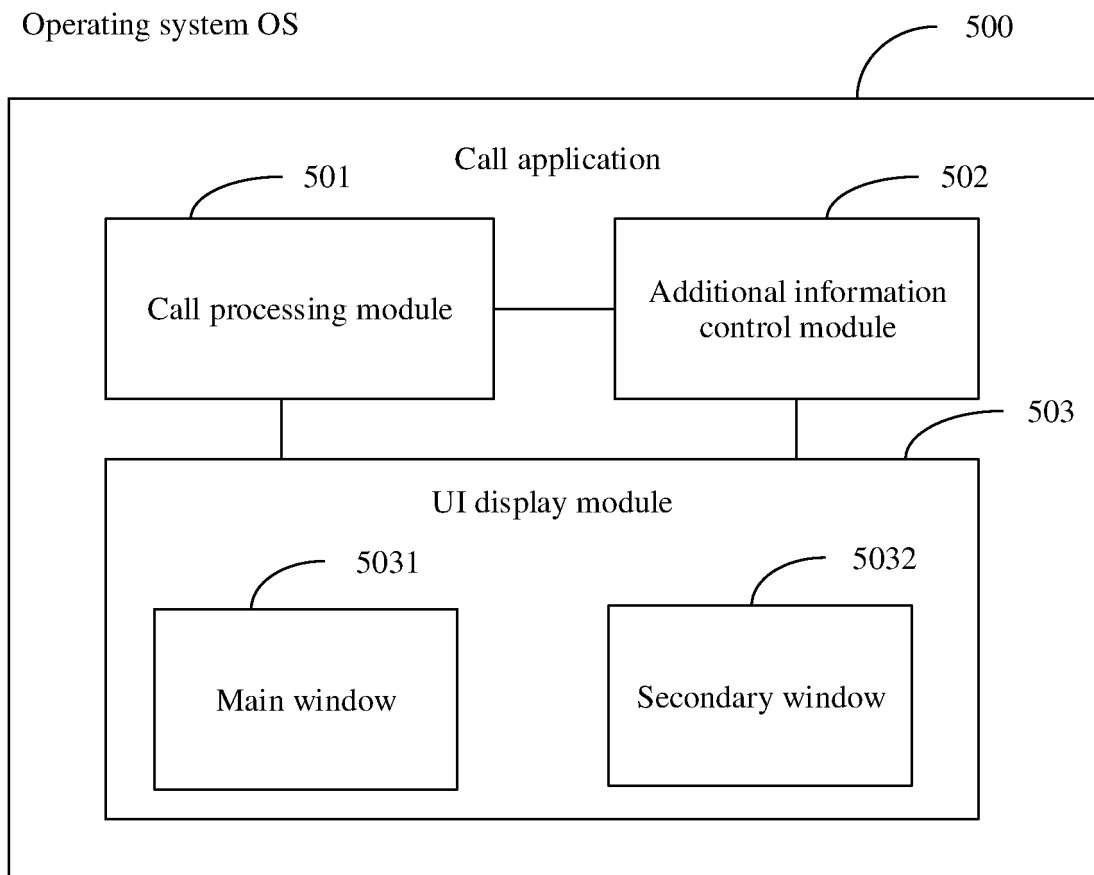 Operating system OS
500
Call application
501
502
Call processing module
Additional information
control module
503
UI display module
5031
5032
Main window
Secondary window